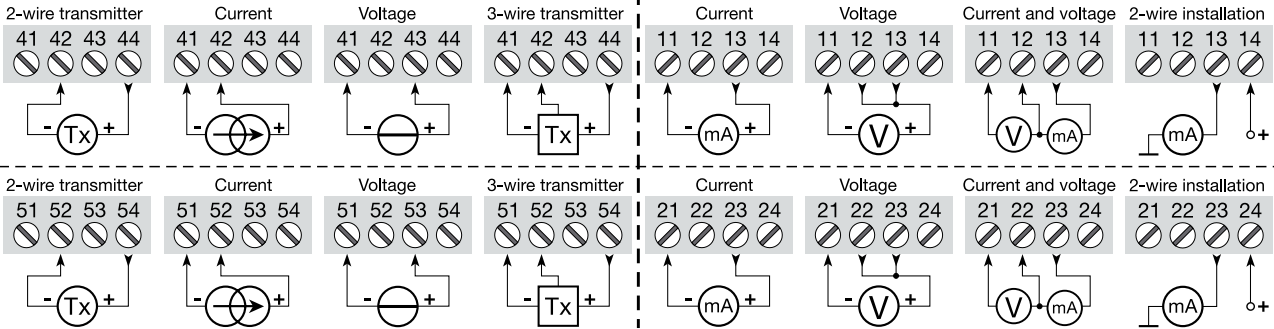 2-wire transmitter Current Voltage 3-wire transmitter Current Voltage Current and voltage 2-wire installation
41 42 43 44 41 42 43 44 41 42 43 44 41 42 43 44 11 12 13 14 11 12 13 14 11 12 13 14 11 12 13 14
- Tx + - + - + - Tx + - mA + - V + V mA mA +
2-wire transmitter Current Voltage 3-wire transmitter Current Voltage Current and voltage 2-wire installation
51 52 53 54 51 52 53 54 51 52 53 54 51 52 53 54 21 22 23 24 21 22 23 24 21 22 23 24 21 22 23 24
- Tx + - + - + - Tx + - mA + - V + V mA mA +